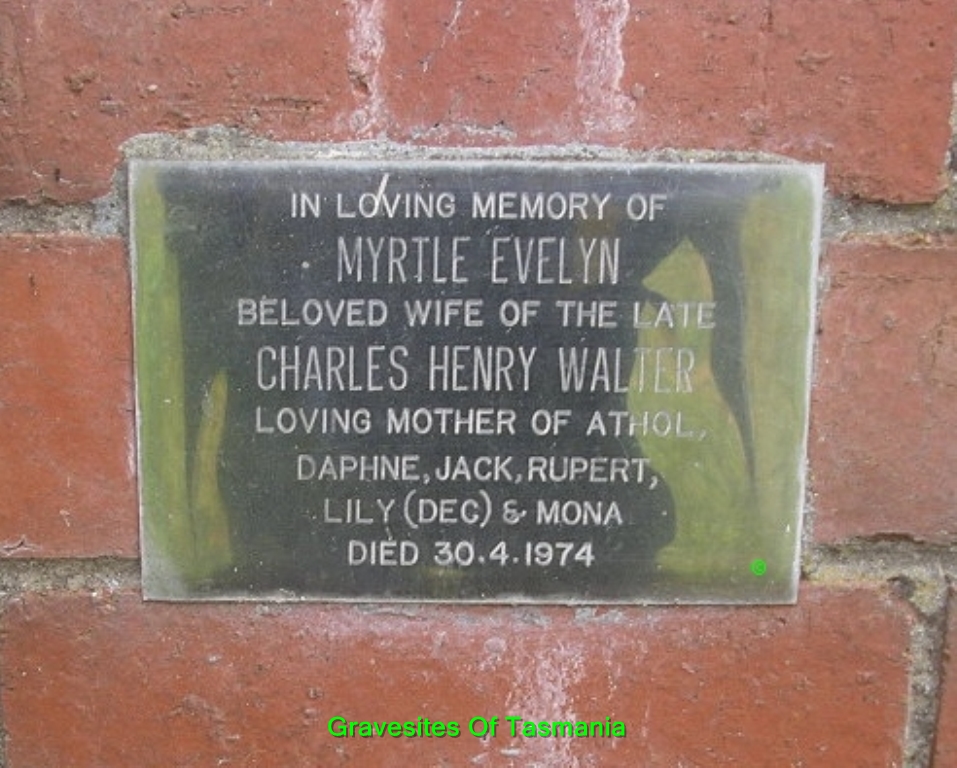 IN LOVING MEMORY OF
MYRTLE EVELYN
BELOVED WIFE OF THE LATE
CHARLES HENRY WALTER
LOVING MOTHER OF ATHOL,
DAPHNE, JACK, RUPERT,
LILY (DEC) & MONA
DIED 30.4.1974
©
Gravesites Of Tasmania